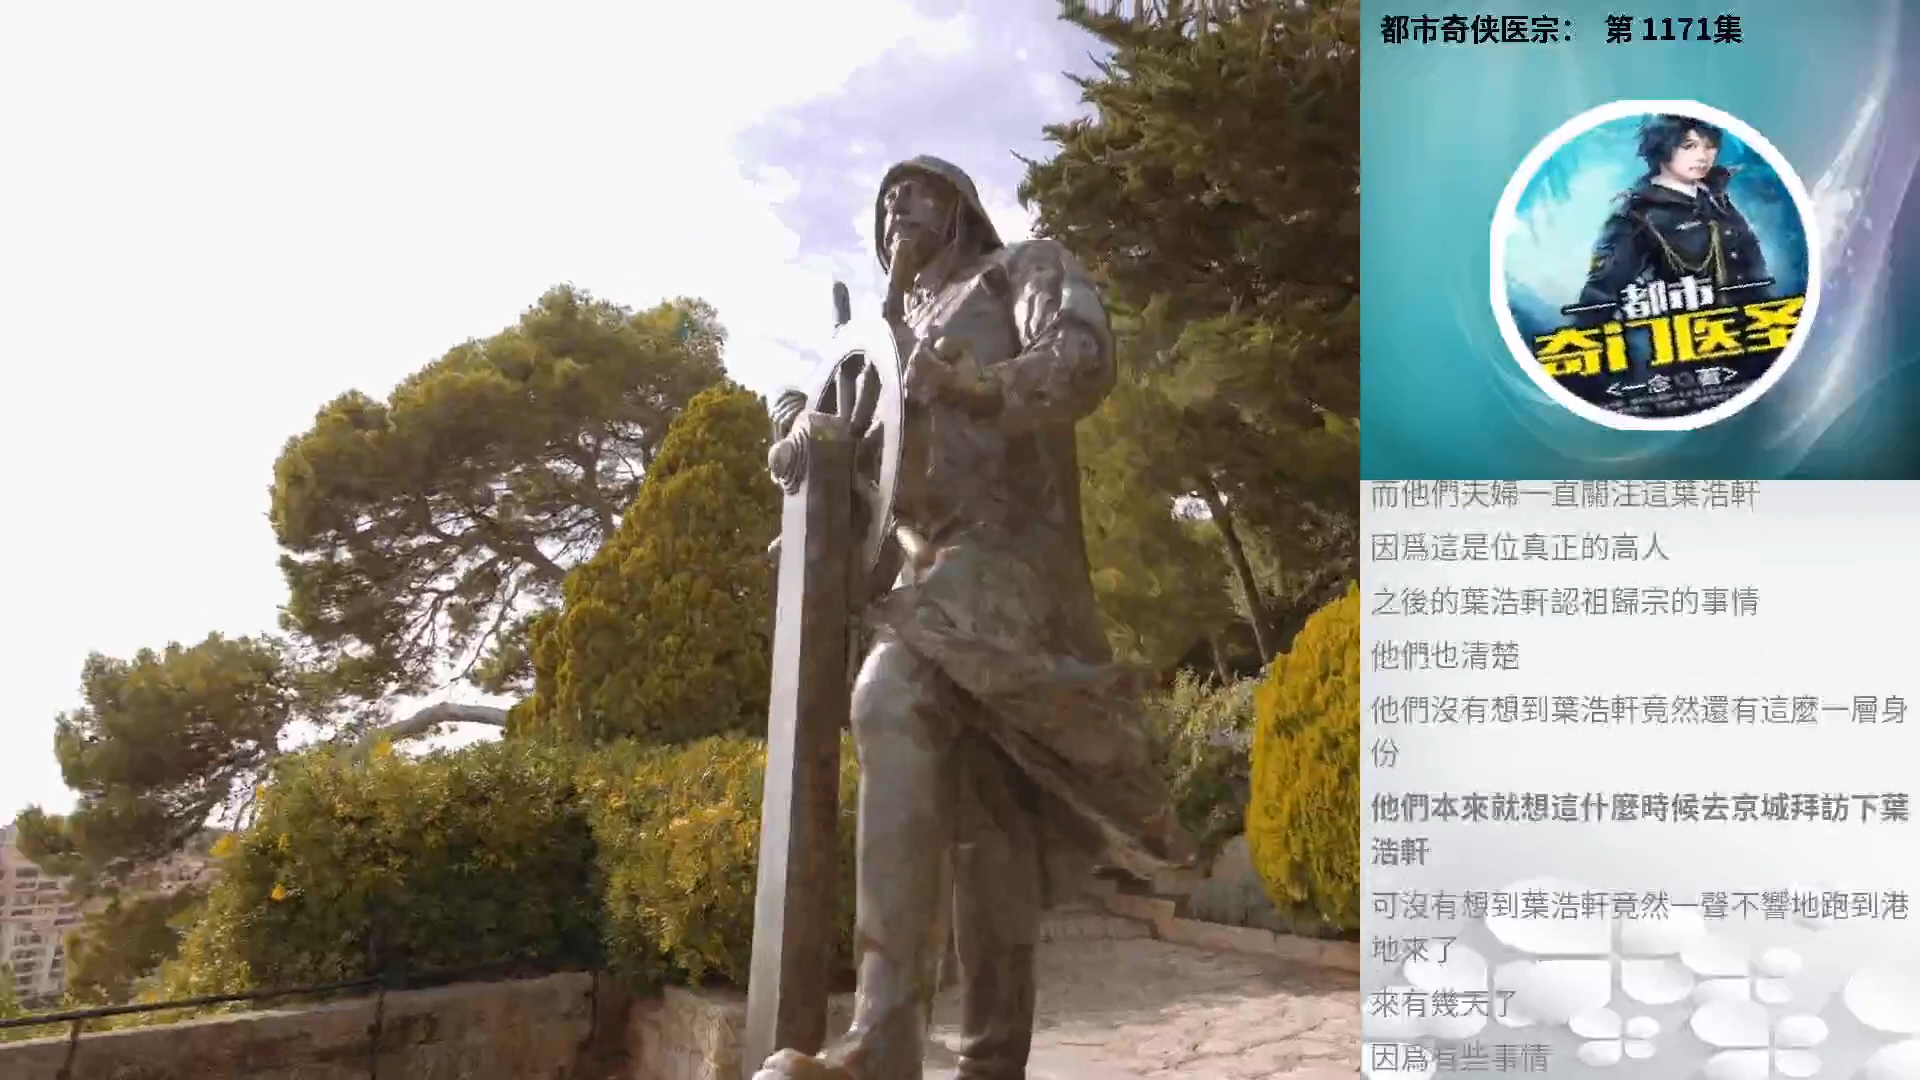 都市奇侠医宗： 第 1171集
都市
奇门医圣
而他們夫婦一直關注這葉浩軒
因爲這是位真正的高人
之後的葉浩軒認祖歸宗的事情
他們也清楚
他們沒有想到葉浩軒竟然還有這麼一層身
份
他們本來就想這什麼時候去京城拜訪下葉
浩軒
可沒有想到葉浩軒竟然一聲不響地跑到港
地來了
來有幾天了
因爲有些事情